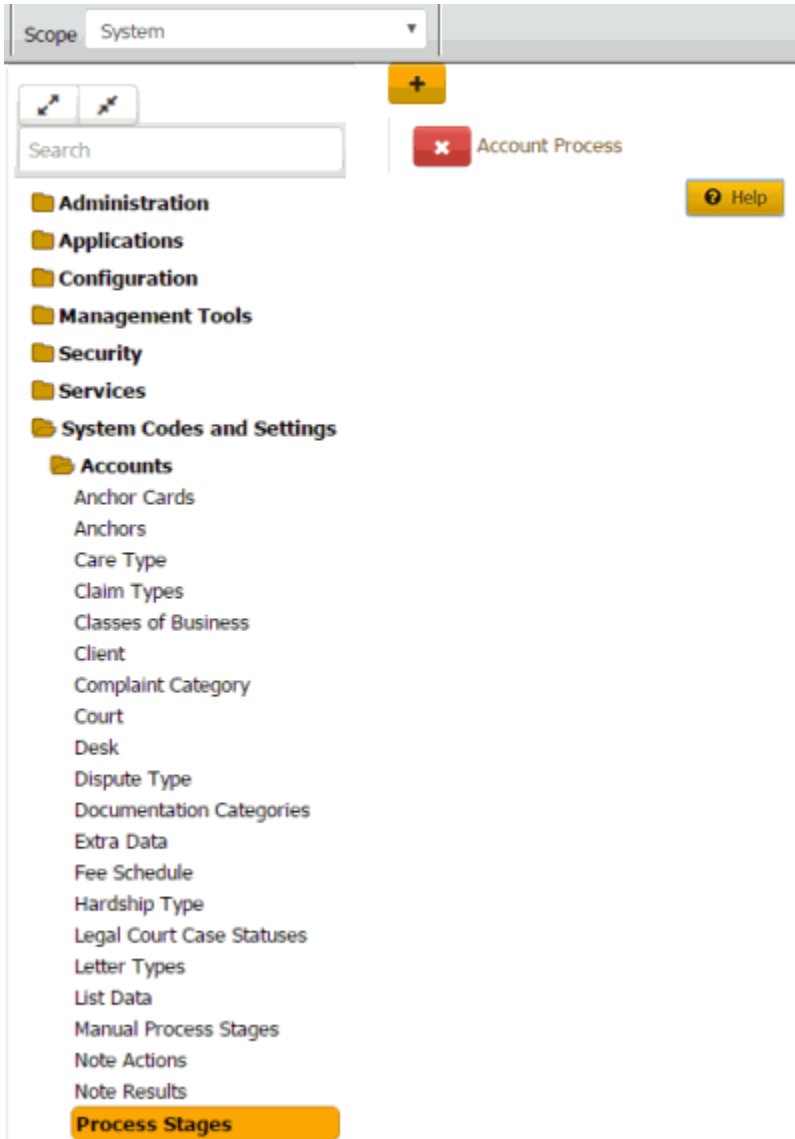 Scope System
Search
Account Process
Help
Administration
Applications
Configuration
Management Tools
Security
Services
System Codes and Settings
Accounts
Anchor Cards
Anchors
Care Type
Claim Types
Classes of Business
Client
Complaint Category
Court
Desk
Dispute Type
Documentation Categories
Extra Data
Fee Schedule
Hardship Type
Legal Court Case Statuses
Letter Types
List Data
Manual Process Stages
Note Actions
Note Results
Process Stages